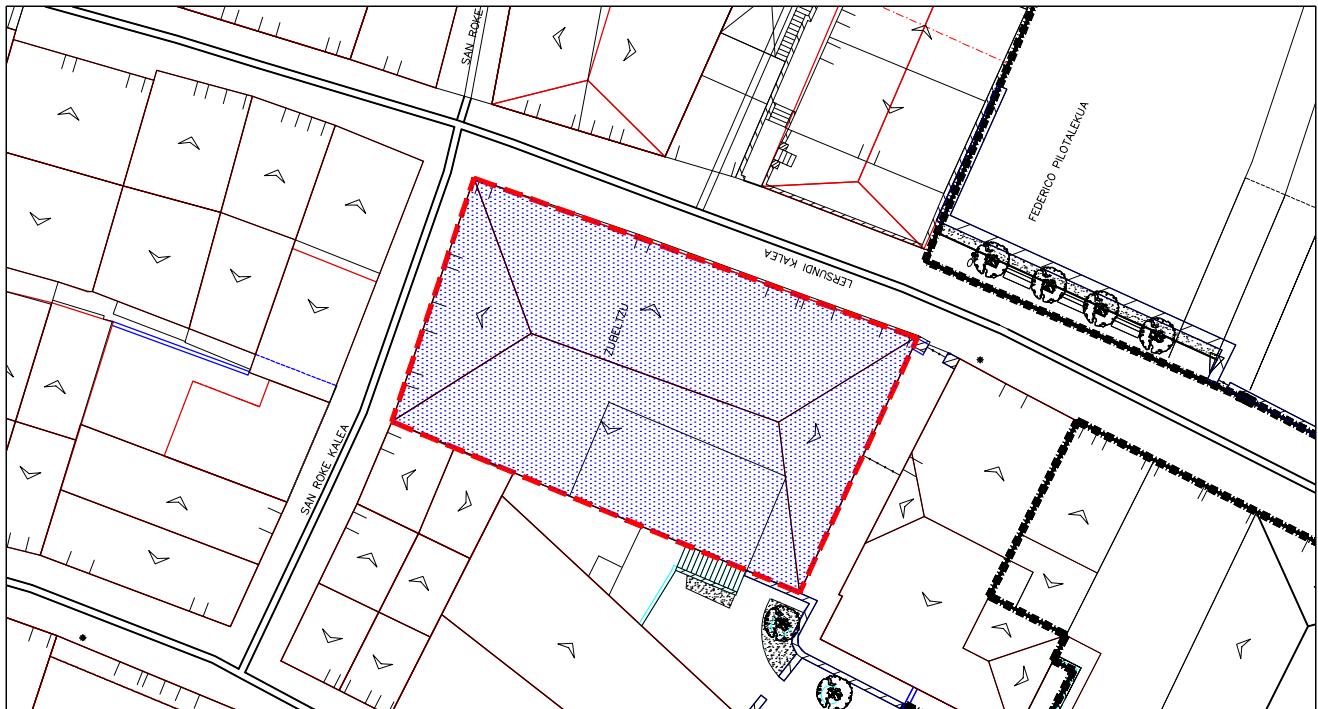 SAN ROKE
FEDERICO PILOTALEKUA
LERSUNDI KALEA
ZUBELTZU
SAN ROKE KALEA